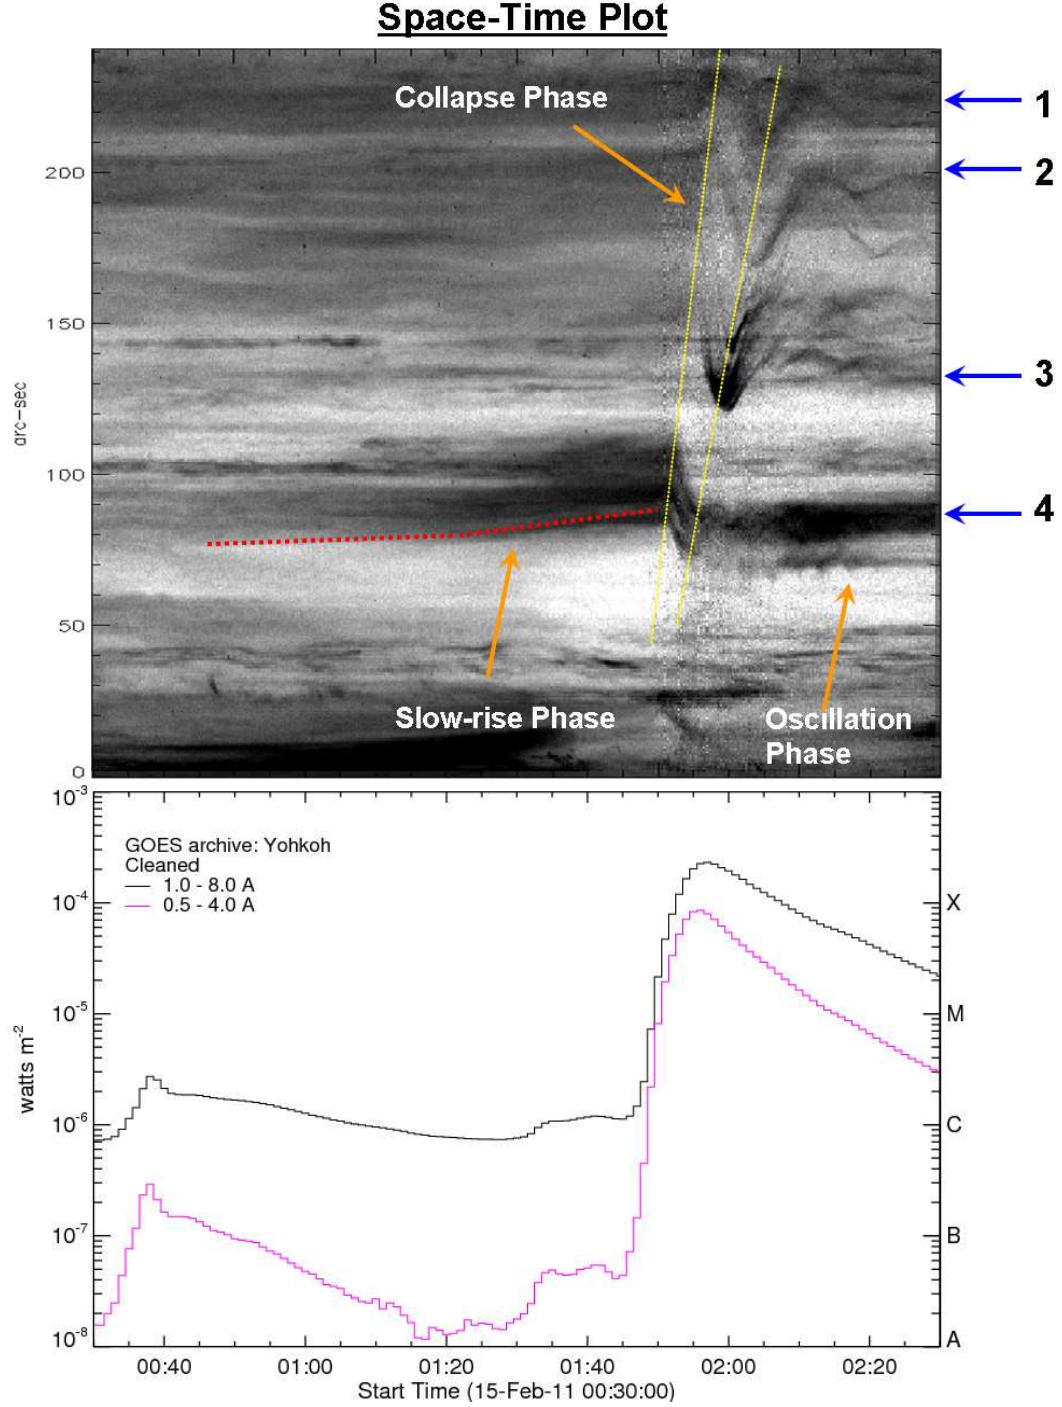 Space-Time Plot
Collapse Phase
1
2
3
4
200
150
100
50
0
arc-sec
Slow-rise Phase
Oscillation
Phase
10⁻³
10⁻⁴
10⁻⁵
10⁻⁶
10⁻⁷
10⁻⁸
watts m⁻²
GOES archive: Yohkoh
Cleaned
1.0 - 8.0 A
0.5 - 4.0 A
X
M
C
B
A
00:40 01:00 01:20 01:40 02:00 02:20
Start Time (15-Feb-11 00:30:00)